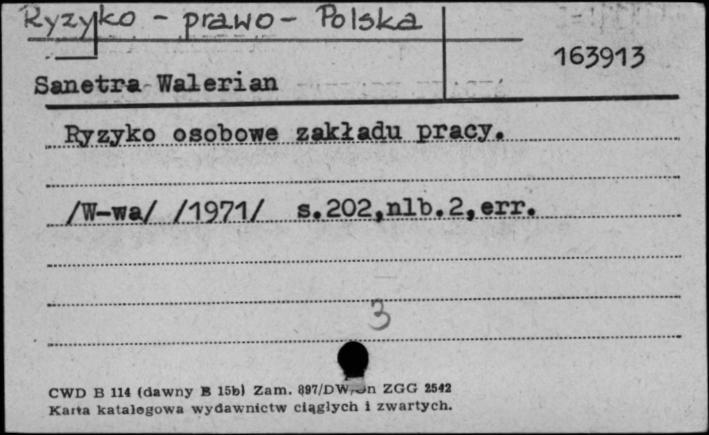 Ryzyko - prawo - Polska
163913
Sanetra Walerian
Ryzyko osobowe zakładu pracy.
/W-wa/ /1971/ s.202,nlb.2,err.
3
CWD B 114 (dawny B 15b) Zam. 897/DW/ ZGG 2542
Karta katalogowa wydawnictw ciągłych i zwartych.